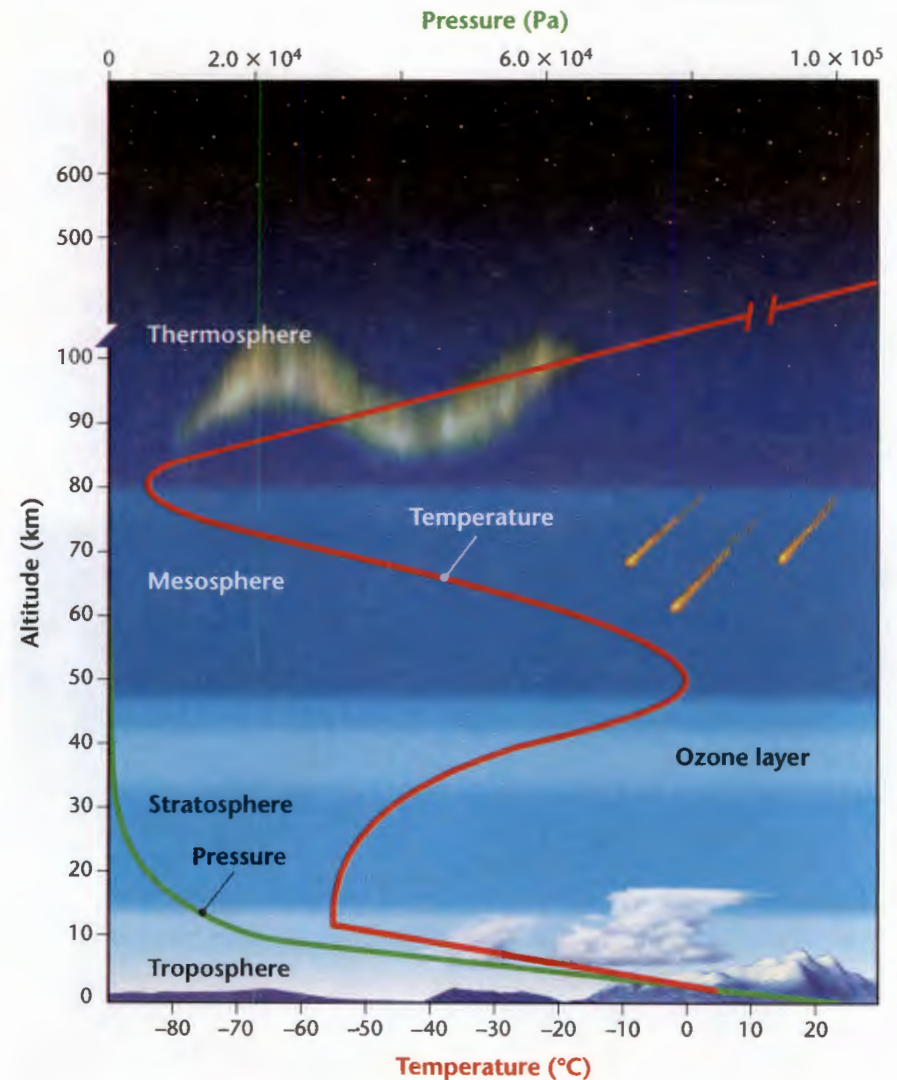 Pressure (Pa)
0 2.0 × 10⁴ 6.0 × 10⁴ 1.0 × 10⁵
600
500
Thermosphere
100
90
80
Temperature
70
Mesosphere
60
Altitude (km)
50
40
Ozone layer
30
Stratosphere
Pressure
20
10
Troposphere
0
–80 –70 –60 –50 –40 –30 –20 –10 0 10 20
Temperature (°C)